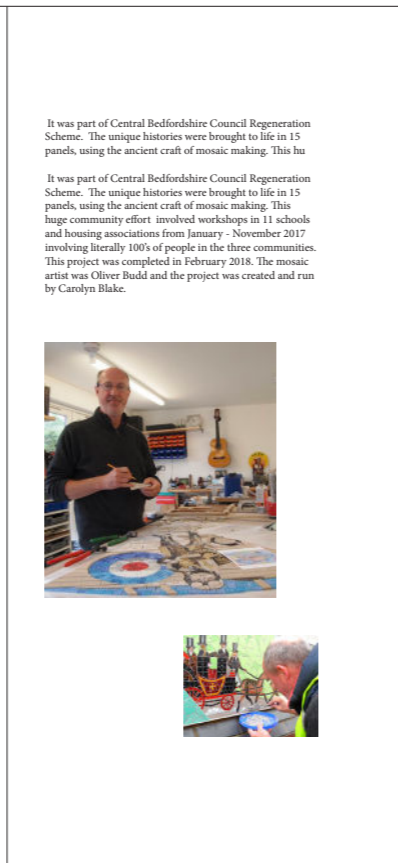 It was part of Central Bedfordshire Council Regeneration
Scheme. The unique histories were brought to life in 15
panels, using the ancient craft of mosaic making. This hu
It was part of Central Bedfordshire Council Regeneration
Scheme. The unique histories were brought to life in 15
panels, using the ancient craft of mosaic making. This
huge community effort involved workshops in 11 schools
and housing associations from January - November 2017
involving literally 100's of people in the three communities.
This project was completed in February 2018. The mosaic
artist was Oliver Budd and the project was created and run
by Carolyn Blake.